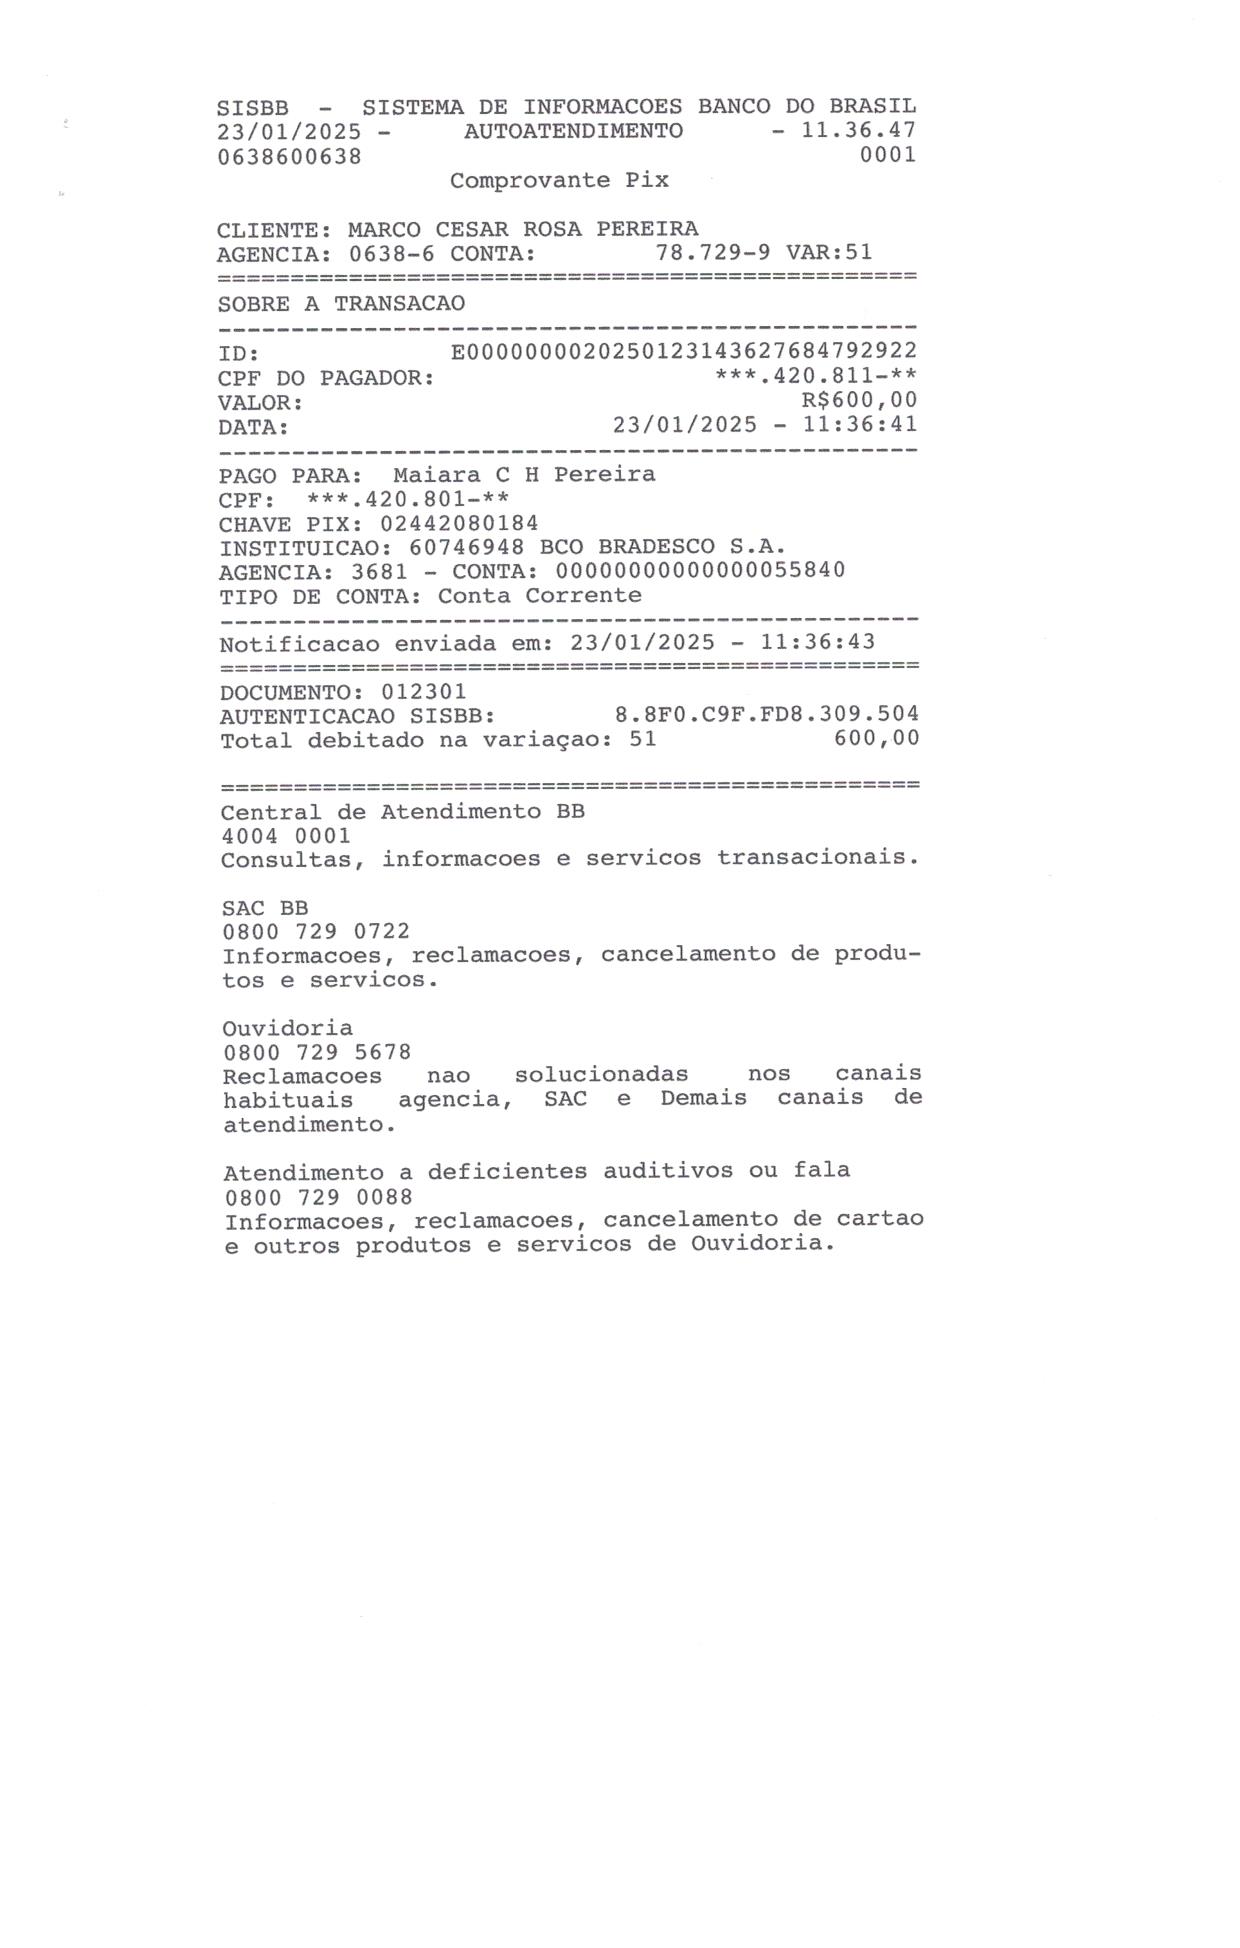 SISBB - SISTEMA DE INFORMACOES BANCO DO BRASIL
23/01/2025 - AUTOATENDIMENTO - 11.36.47
0638600638 0001
Comprovante Pix
CLIENTE: MARCO CESAR ROSA PEREIRA
AGENCIA: 0638-6 CONTA: 78.729-9 VAR:51
================================================
SOBRE A TRANSACAO
------------------------------------------------
ID: E0000000020250123143627684792922
CPF DO PAGADOR: ***.420.811-**
VALOR: R$600,00
DATA: 23/01/2025 - 11:36:41
------------------------------------------------
PAGO PARA: Maiara C H Pereira
CPF: ***.420.801-**
CHAVE PIX: 02442080184
INSTITUICAO: 60746948 BCO BRADESCO S.A.
AGENCIA: 3681 - CONTA: 00000000000000055840
TIPO DE CONTA: Conta Corrente
------------------------------------------------
Notificacao enviada em: 23/01/2025 - 11:36:43
================================================
DOCUMENTO: 012301
AUTENTICACAO SISBB: 8.8F0.C9F.FD8.309.504
Total debitado na variaçao: 51 600,00
================================================
Central de Atendimento BB
4004 0001
Consultas, informacoes e servicos transacionais.
SAC BB
0800 729 0722
Informacoes, reclamacoes, cancelamento de produ-
tos e servicos.
Ouvidoria
0800 729 5678
Reclamacoes nao solucionadas nos canais
habituais agencia, SAC e Demais canais de
atendimento.
Atendimento a deficientes auditivos ou fala
0800 729 0088
Informacoes, reclamacoes, cancelamento de cartao
e outros produtos e servicos de Ouvidoria.